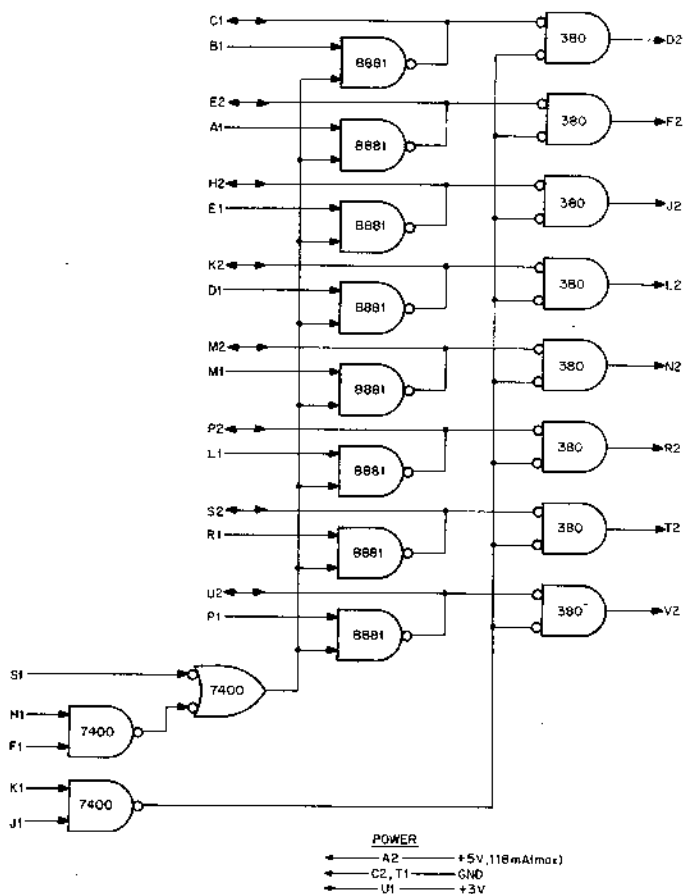 C1
B1
8881
380
D2
E2
A1
8881
380
F2
H2
E1
8881
380
J2
K2
D1
8881
380
L2
M2
M1
8881
380
N2
P2
L1
8881
380
R2
S2
R1
8881
380
T2
U2
P1
8881
380
V2
S1
7400
H1
7400
F1
K1
7400
J1
POWER
A2 +5V, 118mA(max)
C2, T1 GND
U1 +3V